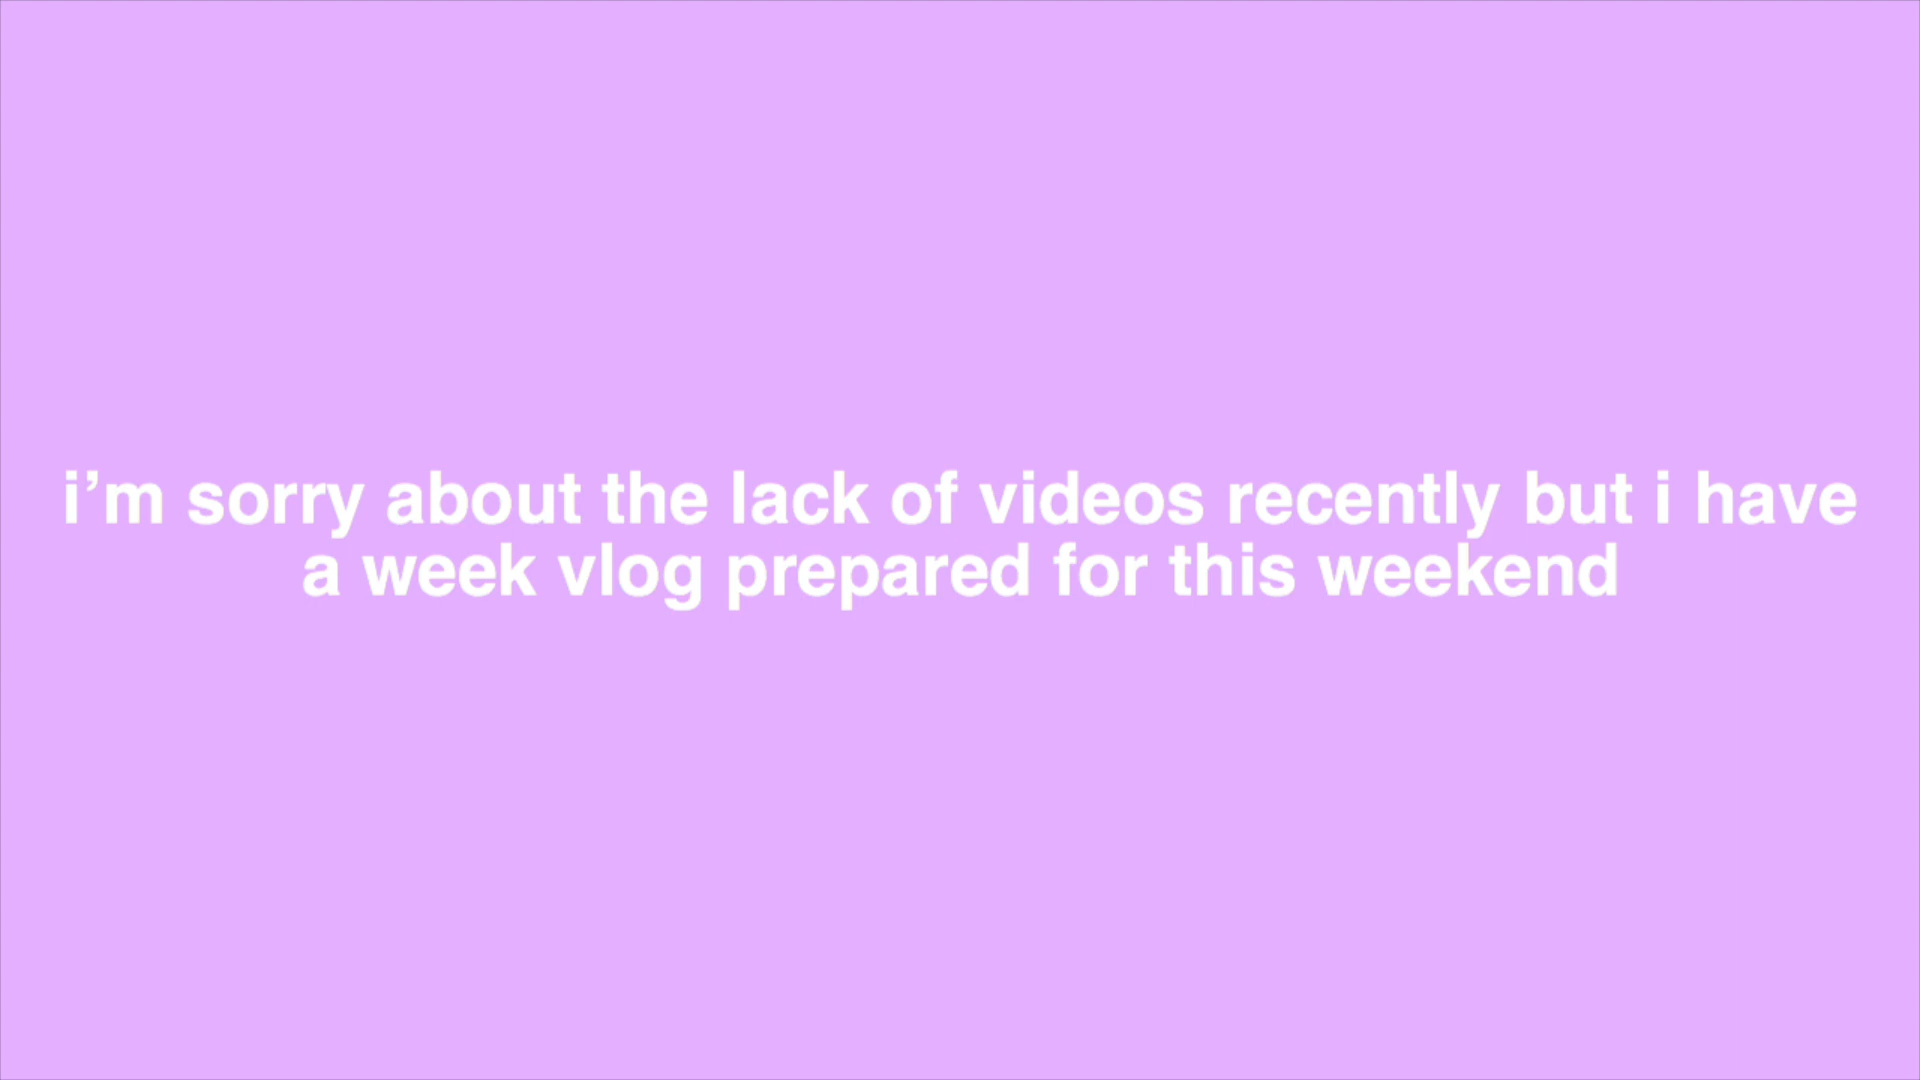 i’m sorry about the lack of videos recently but i have
a week vlog prepared for this weekend